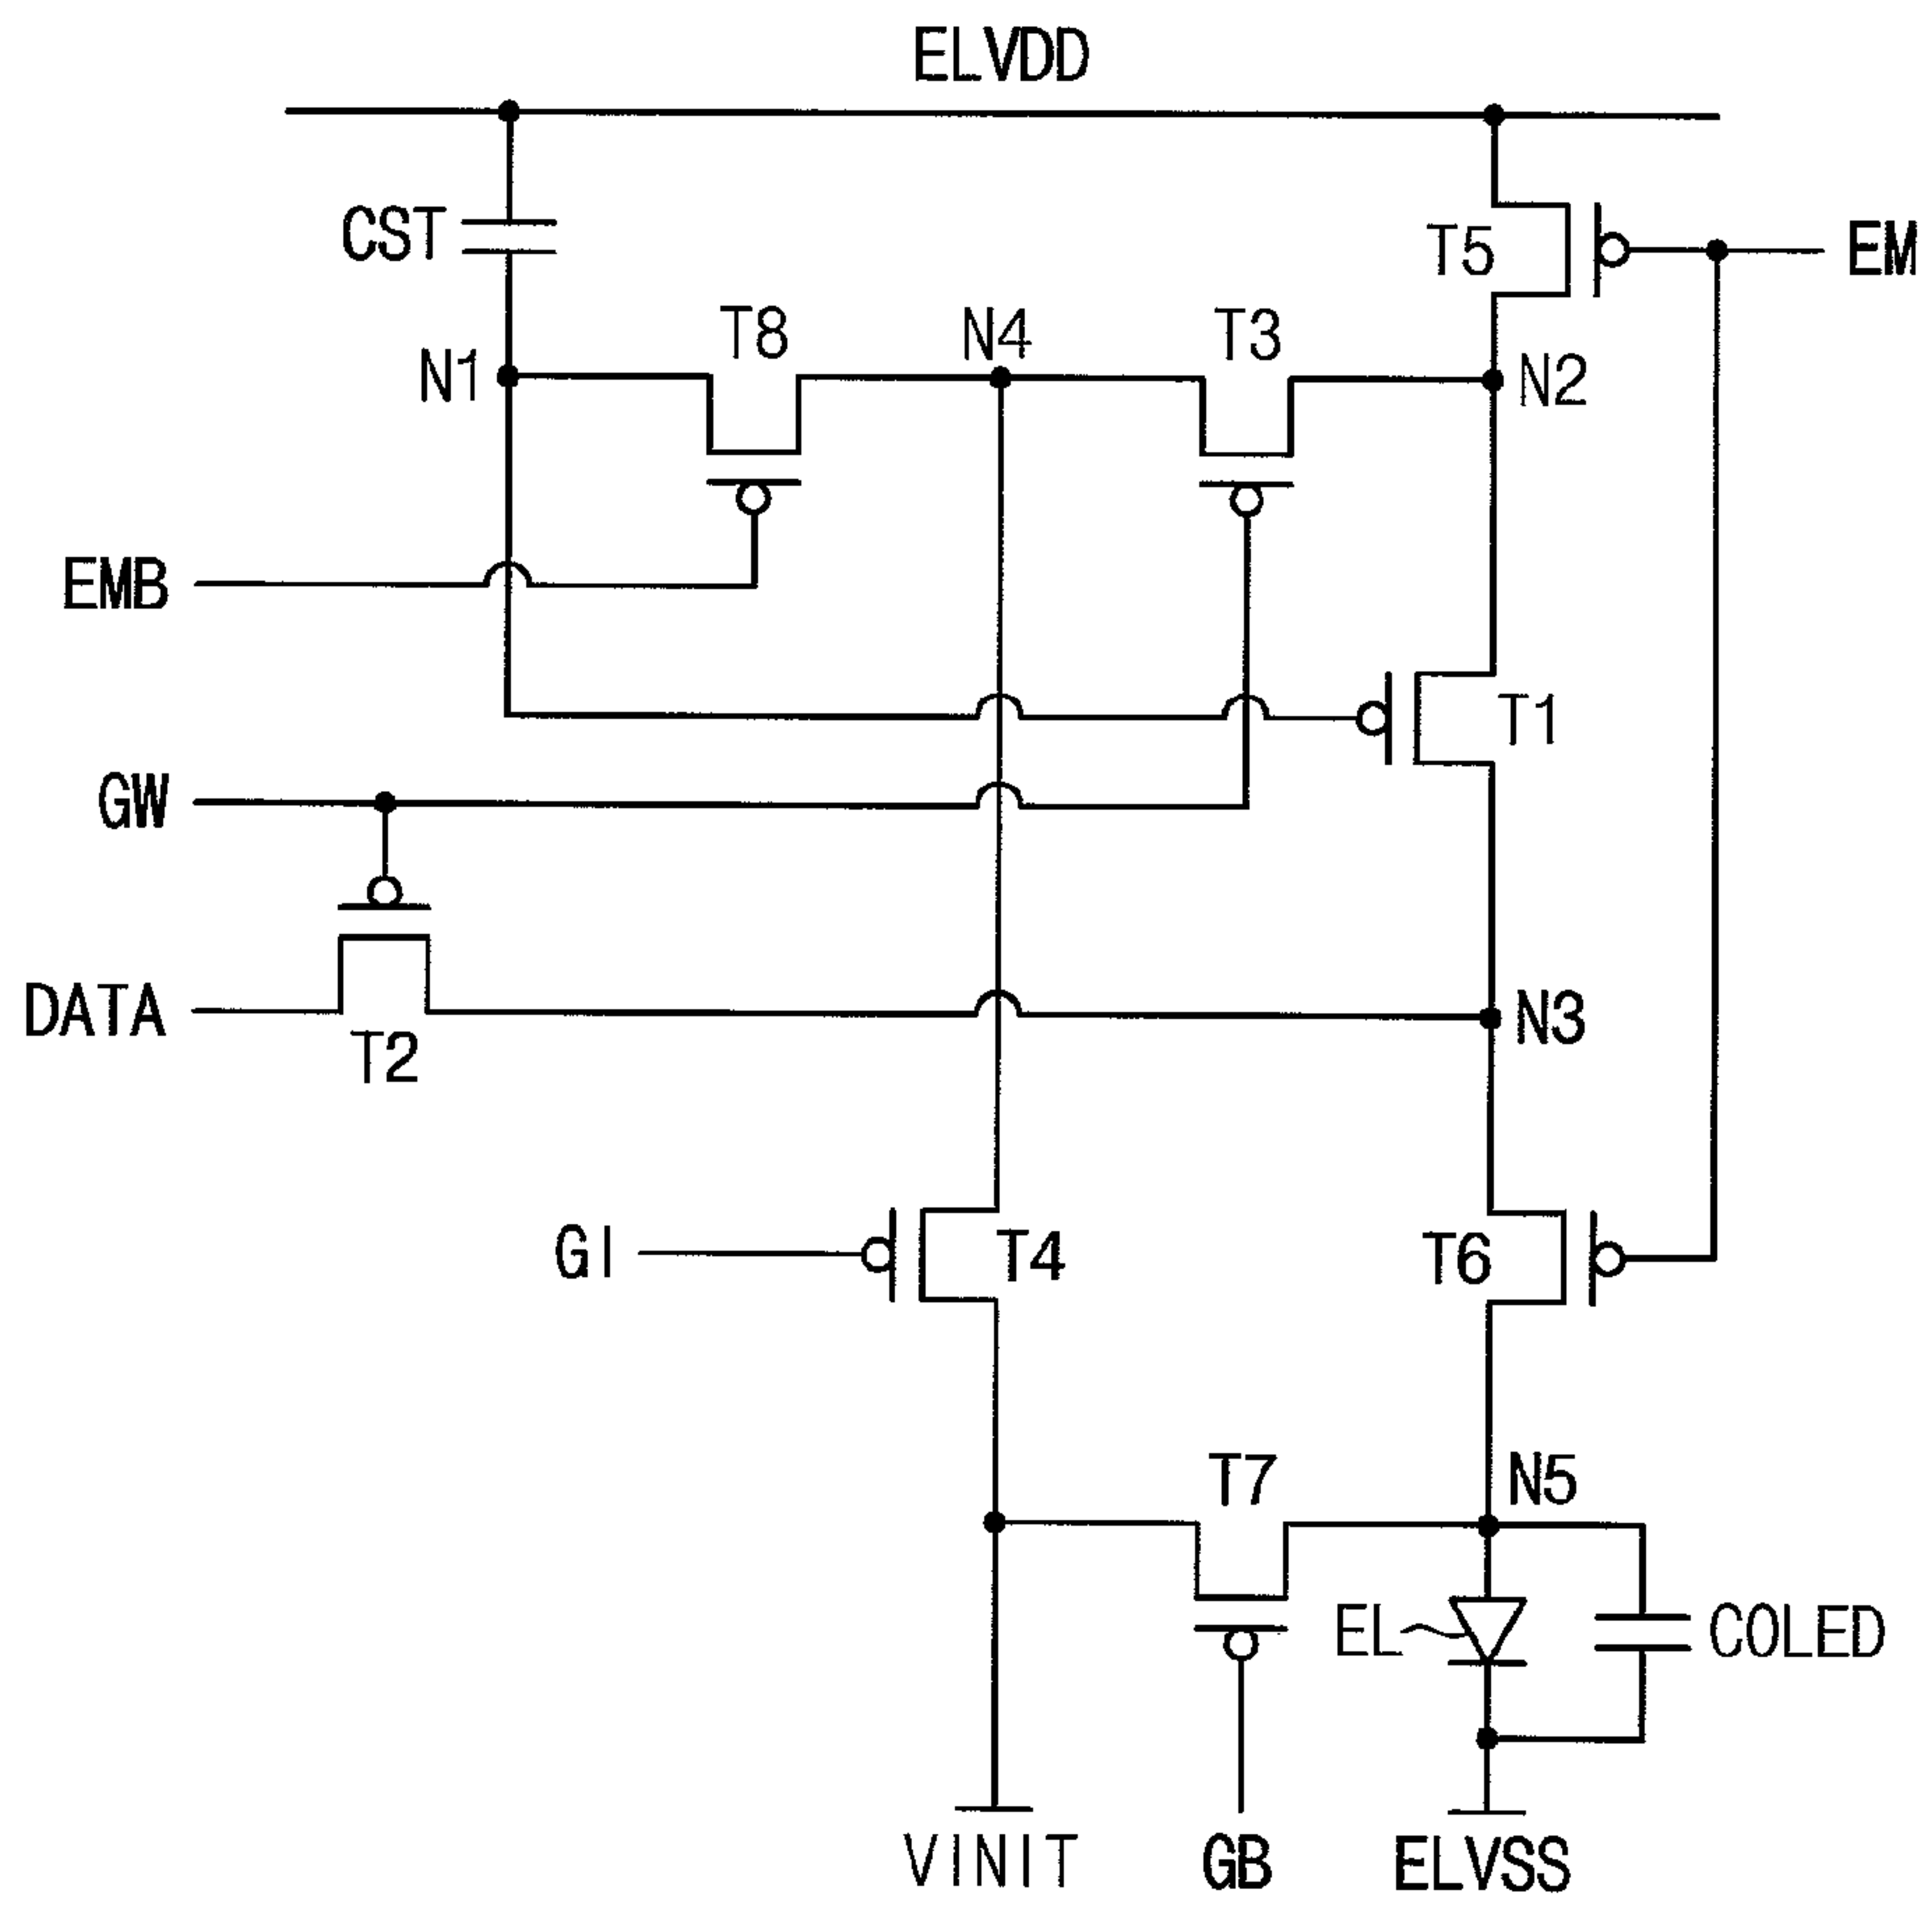 ELVDD
CST
T5
EM
T8
N4
T3
N1
N2
EMB
T1
GW
DATA
N3
T2
GI
T4
T6
T7
N5
EL
COLED
VINIT
GB
ELVSS